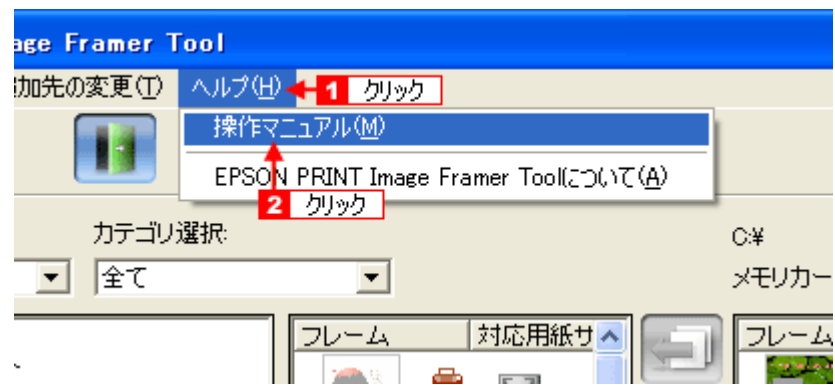 age Framer Tool
加先の変更(T) ヘルプ(H) 1 クリック
操作マニュアル(M)
EPSON PRINT Image Framer Toolについて(A)
2 クリック
カテゴリ選択:
C:¥
全て
メモリカー
フレーム 対応用紙サ
フレーム